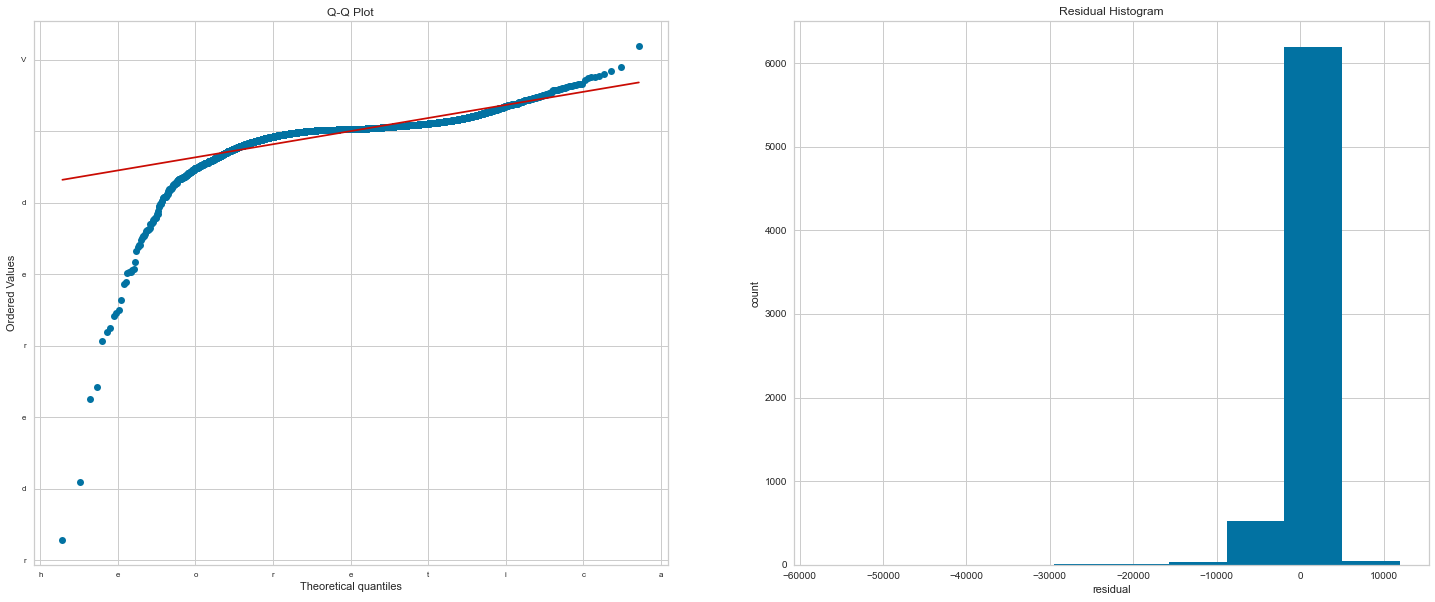 Q-Q Plot
Ordered Values
V
d
e
r
e
d
r
h e o r e t i c a
Theoretical quantiles
Residual Histogram
count
6000
5000
4000
3000
2000
1000
0
−60000 −50000 −40000 −30000 −20000 −10000 0 10000
residual